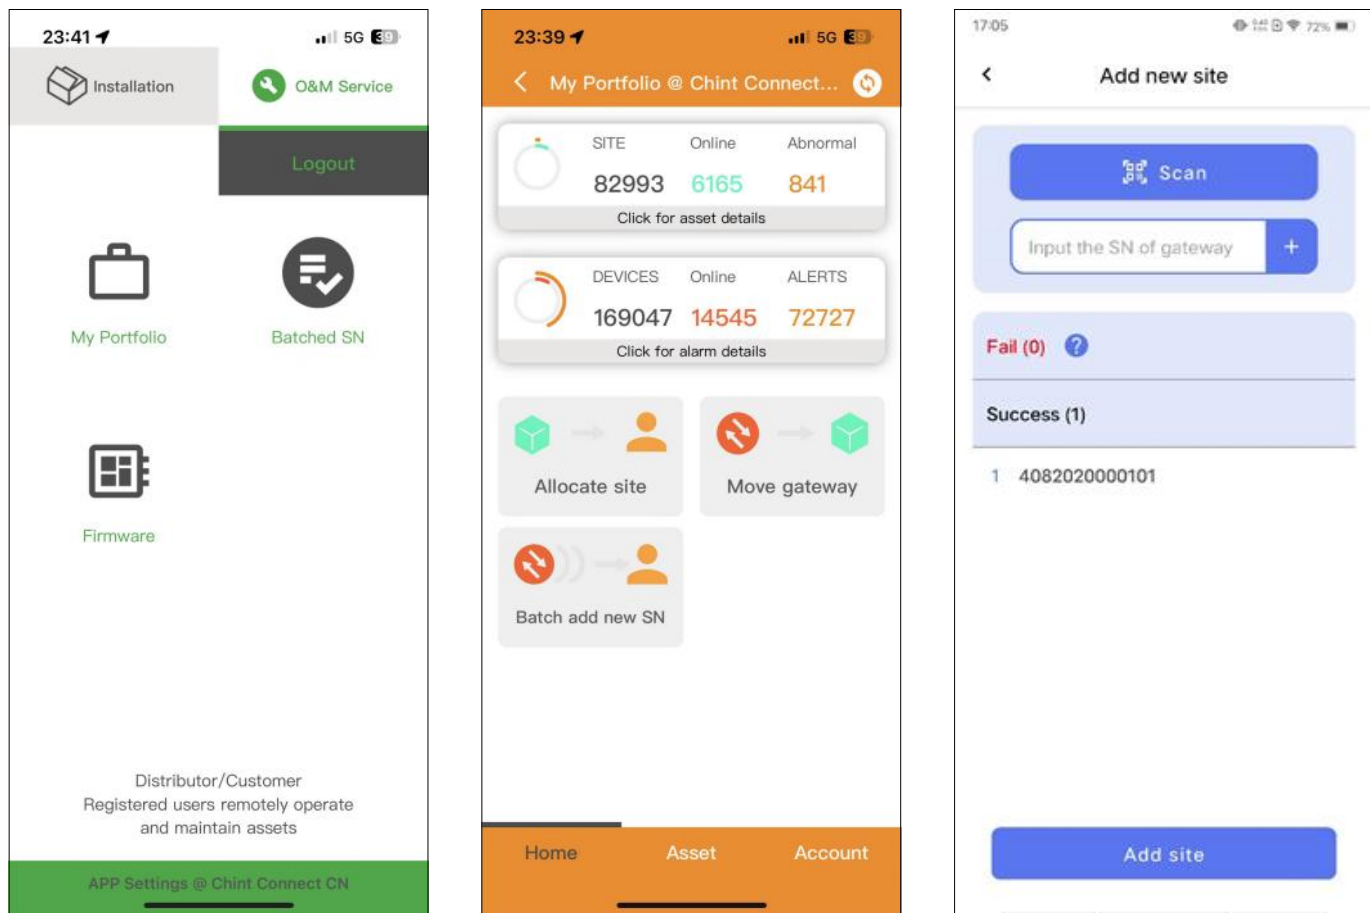 23:41 5G 39
Installation
O&M Service
Logout
My Portfolio
Batched SN
Firmware
Distributor/Customer
Registered users remotely operate
and maintain assets
APP Settings @ Chint Connect CN
23:39 5G 39
My Portfolio @ Chint Connect...
SITE Online Abnormal
82993 6165 841
Click for asset details
DEVICES Online ALERTS
169047 14545 72727
Click for alarm details
Allocate site
Move gateway
Batch add new SN
Home Asset Account
17:05 72%
Add new site
Scan
Input the SN of gateway +
Fail (0) ?
Success (1)
1 4082020000101
Add site